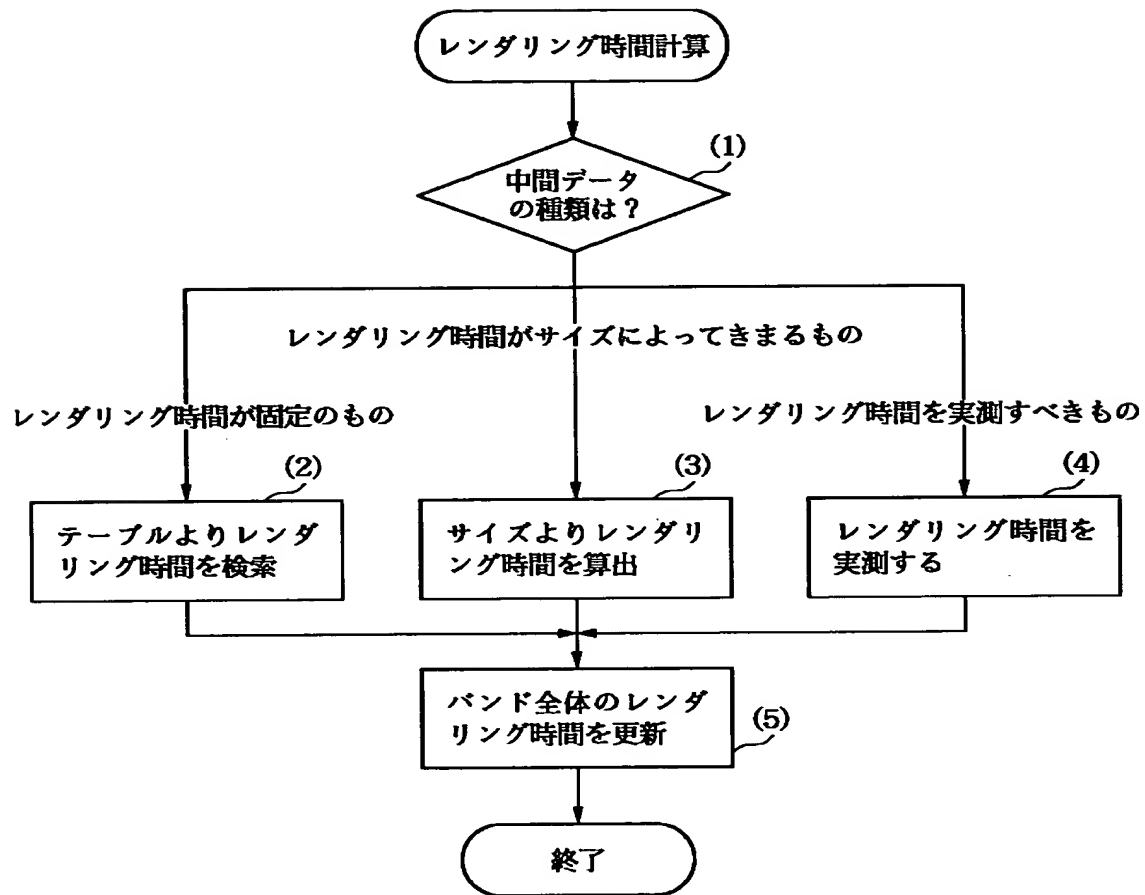 レンダリング時間計算
(1)
中間データ
の種類は?
レンダリング時間がサイズによってきまるもの
レンダリング時間が固定のもの
レンダリング時間を実測すべきもの
(2)
(3)
(4)
テーブルよりレンダ
リング時間を検索
サイズよりレンダリ
ング時間を算出
レンダリング時間を
実測する
バンド全体のレンダ
リング時間を更新
(5)
終了